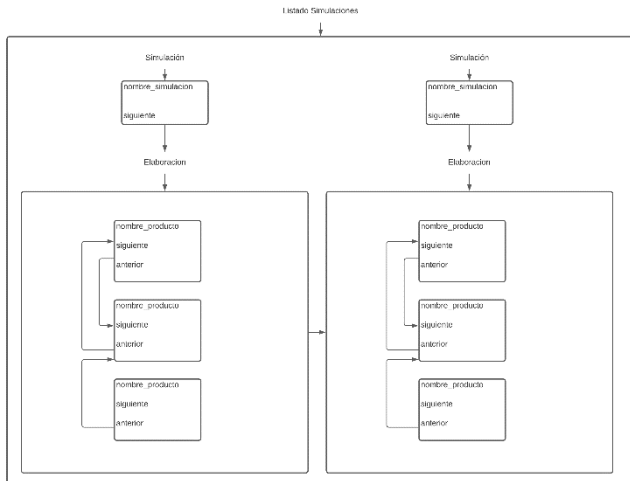 Listado Simulaciones
Simulación
nombre_simulacion
siguiente
Elaboracion
nombre_producto
siguiente
anterior
nombre_producto
siguiente
anterior
nombre_producto
siguiente
anterior
Simulación
nombre_simulacion
siguiente
Elaboracion
nombre_producto
siguiente
anterior
nombre_producto
siguiente
anterior
nombre_producto
siguiente
anterior